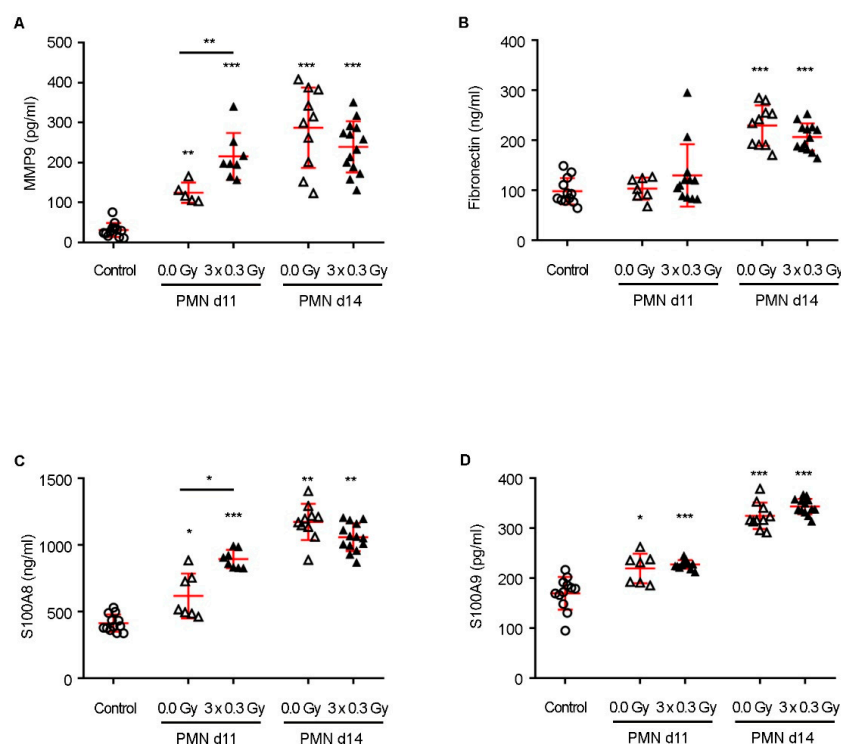 A
MMP9 (pg/ml)
500
400
300
200
100
0
**
**
***
***
***
Control
0.0 Gy
3 x 0.3 Gy
0.0 Gy
3 x 0.3 Gy
PMN d11
PMN d14
B
Fibronectin (ng/ml)
400
300
200
100
0
***
***
Control
0.0 Gy
3 x 0.3 Gy
0.0 Gy
3 x 0.3 Gy
PMN d11
PMN d14
C
S100A8 (ng/ml)
1500
1000
500
0
*
*
***
**
**
Control
0.0 Gy
3 x 0.3 Gy
0.0 Gy
3 x 0.3 Gy
PMN d11
PMN d14
D
S100A9 (pg/ml)
400
300
200
100
0
*
***
***
***
Control
0.0 Gy
3 x 0.3 Gy
0.0 Gy
3 x 0.3 Gy
PMN d11
PMN d14